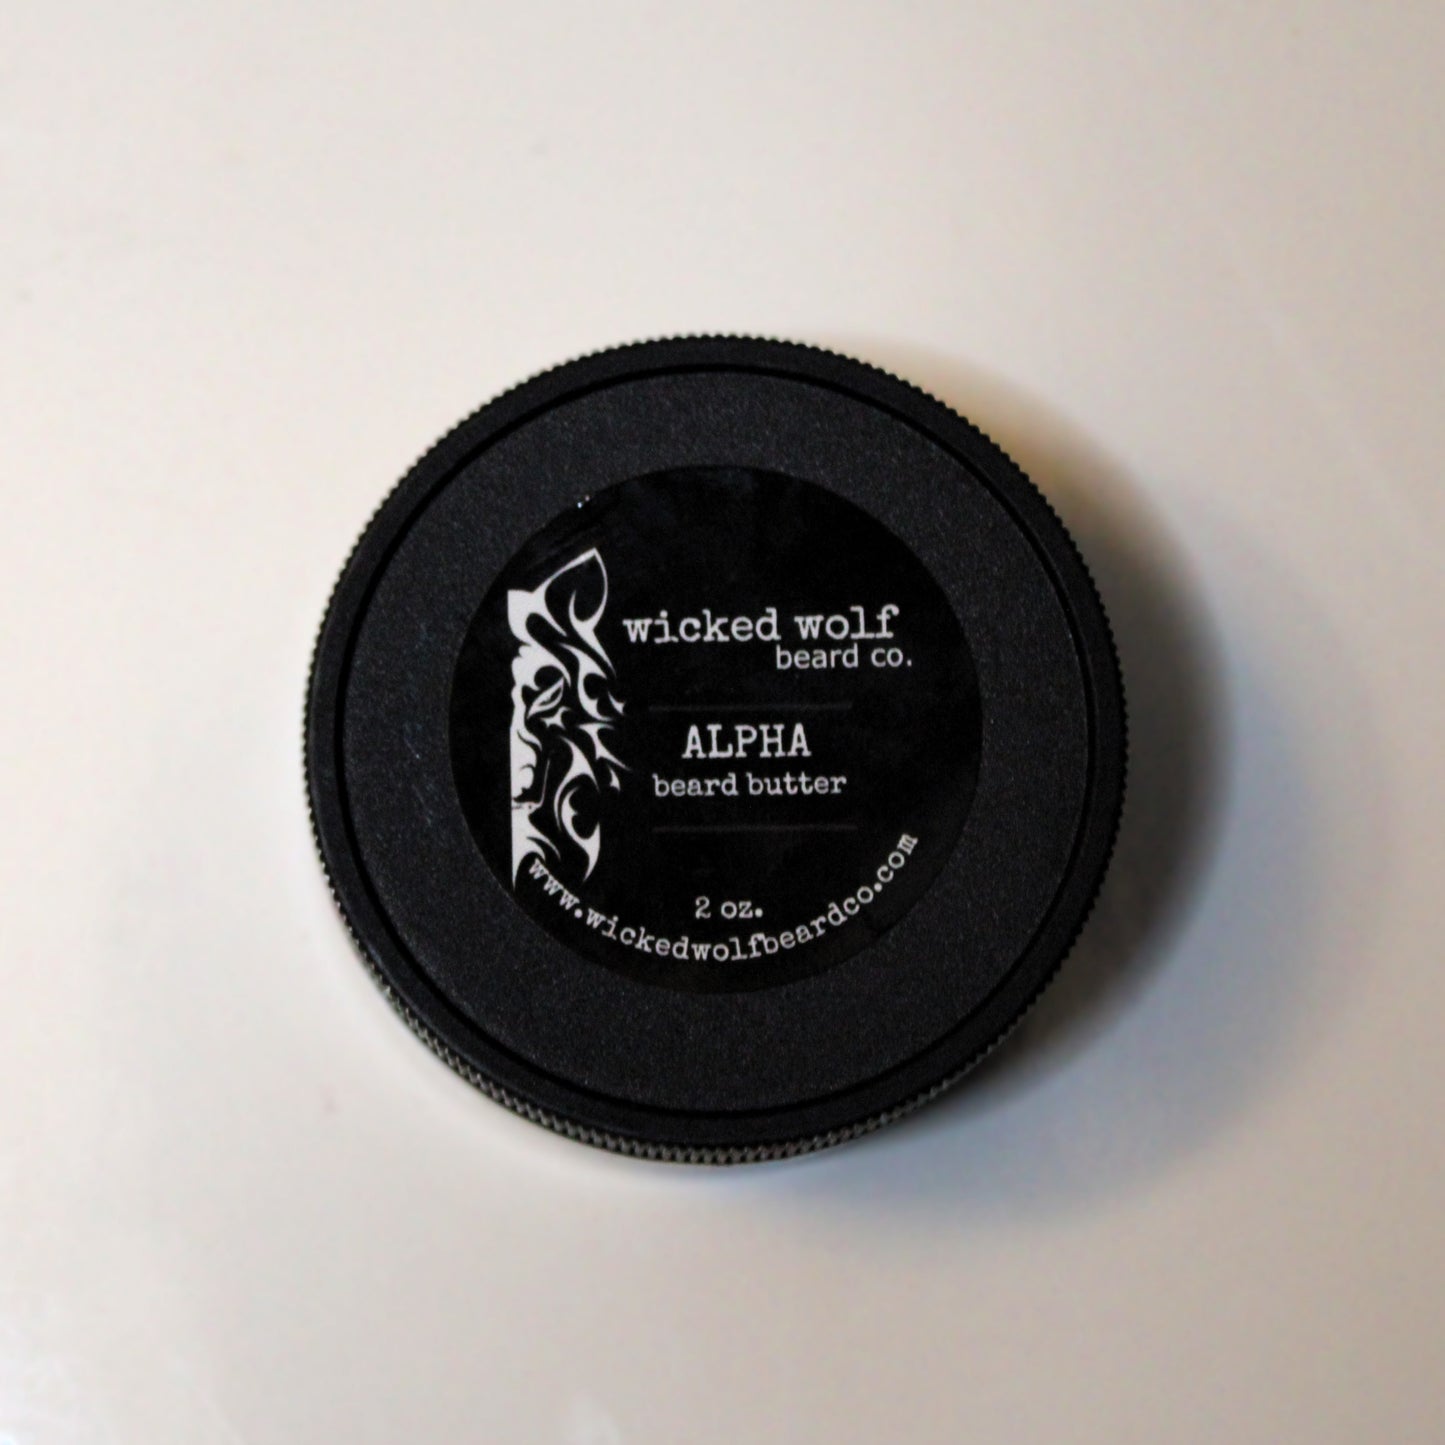 wicked wolf
beard co.
ALPHA
beard butter
2 oz.
www.wickedwolfbeardco.com